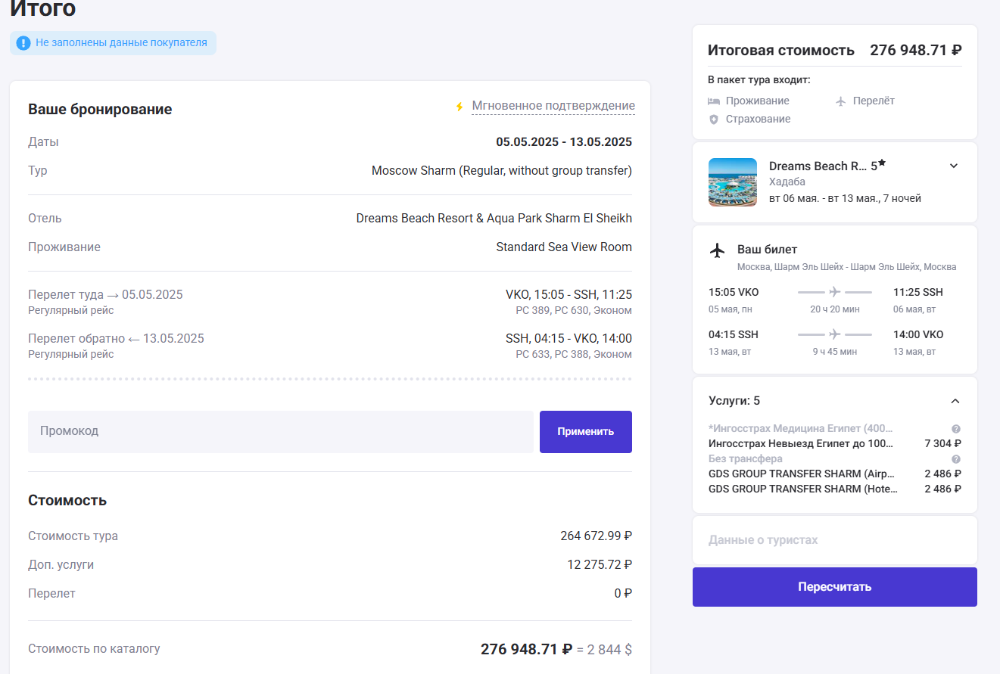 Итого
Не заполнены данные покупателя
Ваше бронирование
Мгновенное подтверждение
Даты
05.05.2025 - 13.05.2025
Тур
Moscow Sharm (Regular, without group transfer)
Отель
Dreams Beach Resort & Aqua Park Sharm El Sheikh
Проживание
Standard Sea View Room
Перелет туда → 05.05.2025
VKO, 15:05 - SSH, 11:25
Регулярный рейс
PC 389, PC 630, Эконом
Перелет обратно ← 13.05.2025
SSH, 04:15 - VKO, 14:00
Регулярный рейс
PC 633, PC 388, Эконом
Промокод
Применить
Стоимость
Стоимость тура
264 672.99 ₽
Доп. услуги
12 275.72 ₽
Перелет
0 ₽
Стоимость по каталогу
276 948.71 ₽ = 2 844 $
Итоговая стоимость 276 948.71 ₽
В пакет тура входит:
Проживание
Перелёт
Страхование
Dreams Beach R... 5★
Хадаба
вт 06 мая. - вт 13 мая., 7 ночей
Ваш билет
Москва, Шарм Эль Шейх - Шарм Эль Шейх, Москва
15:05 VKO
11:25 SSH
05 мая, пн
20 ч 20 мин
06 мая, вт
04:15 SSH
14:00 VKO
13 мая, вт
9 ч 45 мин
13 мая, вт
Услуги: 5
*Ингосстрах Медицина Египет (400...
Ингосстрах Невыезд Египет до 100...
7 304 ₽
Без трансфера
GDS GROUP TRANSFER SHARM (Airp...
2 486 ₽
GDS GROUP TRANSFER SHARM (Hote...
2 486 ₽
Данные о туристах
Пересчитать